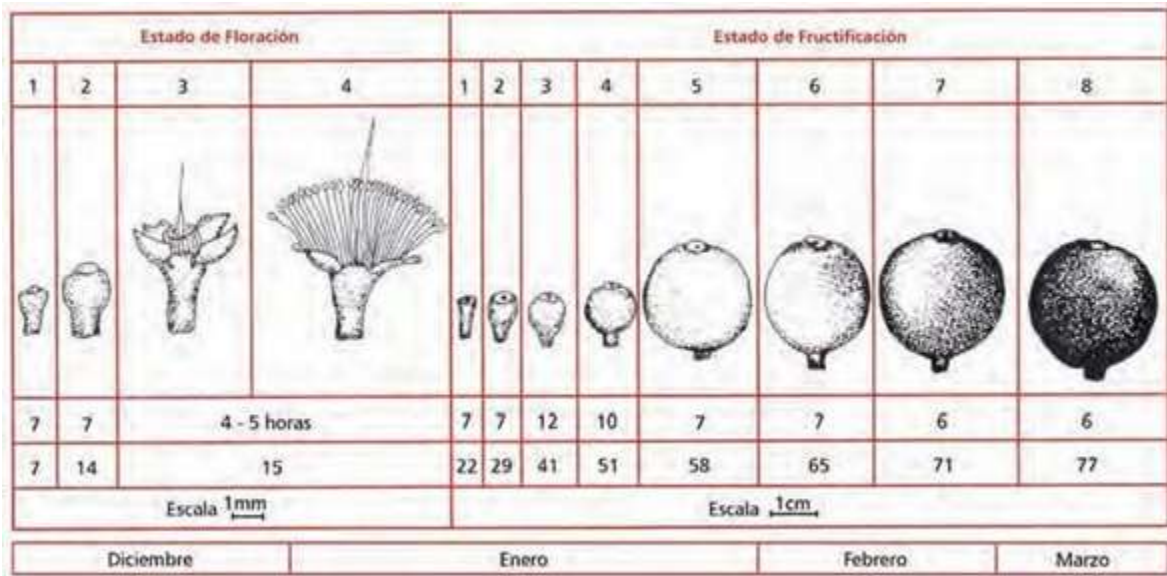 Estado de Floración Estado de Fructificación
1 2 3 4 1 2 3 4 5 6 7 8
7 7 4 - 5 horas 7 7 12 10 7 7 6 6
7 14 15 22 29 41 51 58 65 71 77
Escala 1mm Escala 1cm
Diciembre Enero Febrero Marzo